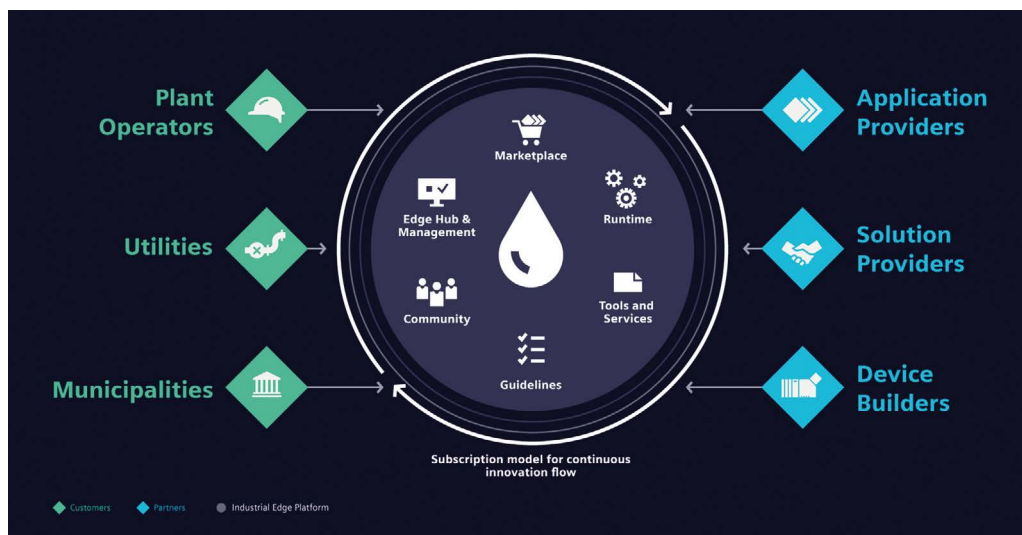 Plant
Operators
Utilities
Municipalities
Marketplace
Edge Hub &
Management
Runtime
Community
Tools and
Services
Guidelines
Application
Providers
Solution
Providers
Device
Builders
Subscription model for continuous
innovation flow
Customers
Partners
Industrial Edge Platform